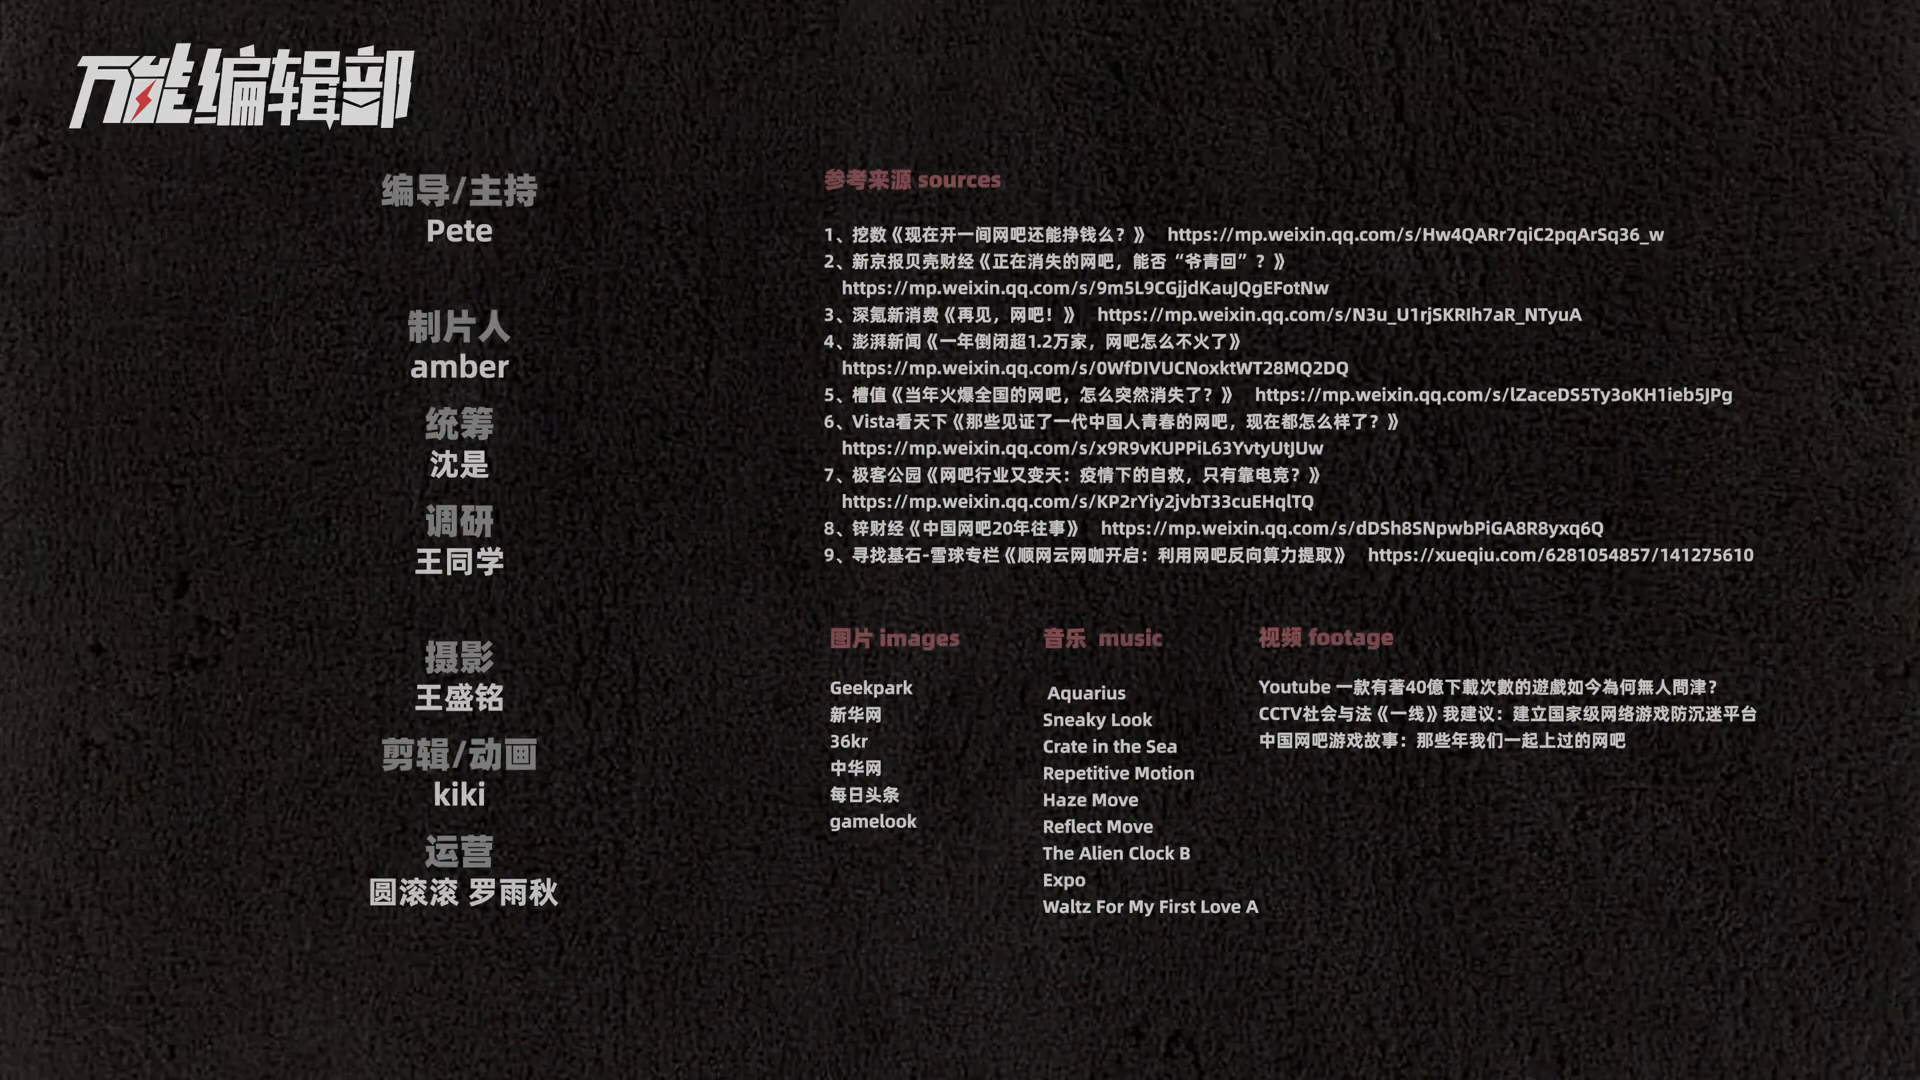 万能编辑部
编导/主持
Pete
制片人
amber
统筹
沈是
调研
王同学
摄影
王盛铭
剪辑/动画
kiki
运营
圆滚滚 罗雨秋
参考来源 sources
1、挖数《现在开一间网吧还能挣钱么？》 https://mp.weixin.qq.com/s/Hw4QARr7qiC2pqArSq36_w
2、新京报贝壳财经《正在消失的网吧，能否“爷青回”？》
https://mp.weixin.qq.com/s/9m5L9CGjjdKauJQgEFotNw
3、深氪新消费《再见，网吧！》 https://mp.weixin.qq.com/s/N3u_U1rjSKRIh7aR_NTyuA
4、澎湃新闻《一年倒闭超1.2万家，网吧怎么不火了》
https://mp.weixin.qq.com/s/0WfDIVUCNoxktWT28MQ2DQ
5、槽值《当年火爆全国的网吧，怎么突然消失了？》 https://mp.weixin.qq.com/s/lZaceDS5Ty3oKH1ieb5JPg
6、Vista看天下《那些见证了一代中国人青春的网吧，现在都怎么样了？》
https://mp.weixin.qq.com/s/x9R9vKUPPiL63YvtyUtJUw
7、极客公园《网吧行业又变天：疫情下的自救，只有靠电竞？》
https://mp.weixin.qq.com/s/KP2rYiy2jvbT33cuEHqlTQ
8、锌财经《中国网吧20年往事》 https://mp.weixin.qq.com/s/dDSh8SNpwbPiGA8R8yxq6Q
9、寻找基石-雪球专栏《顺网云网咖开启：利用网吧反向算力提取》 https://xueqiu.com/6281054857/141275610
图片 images
Geekpark
新华网
36kr
中华网
每日头条
gamelook
音乐 music
Aquarius
Sneaky Look
Crate in the Sea
Repetitive Motion
Haze Move
Reflect Move
The Alien Clock B
Expo
Waltz For My First Love A
视频 footage
Youtube 一款有著40億下載次數的遊戲如今為何無人問津？
CCTV社会与法《一线》我建议：建立国家级网络游戏防沉迷平台
中国网吧游戏故事：那些年我们一起上过的网吧